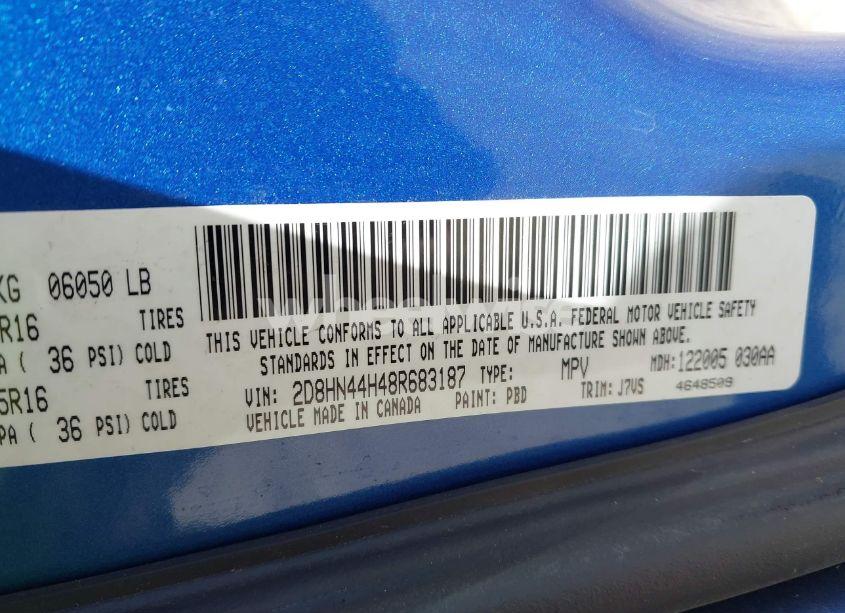 KG 06050 LB
R16 TIRES
PA ( 36 PSI) COLD
5R16 TIRES
PA ( 36 PSI) COLD
THIS VEHICLE CONFORMS TO ALL APPLICABLE U.S.A. FEDERAL MOTOR VEHICLE SAFETY
STANDARDS IN EFFECT ON THE DATE OF MANUFACTURE SHOWN ABOVE.
VIN: 2D8HN44H48R683187 TYPE: MPV MDH: 122005 030AA
VEHICLE MADE IN CANADA PAINT: PBD TRIM: J7VS 4648509